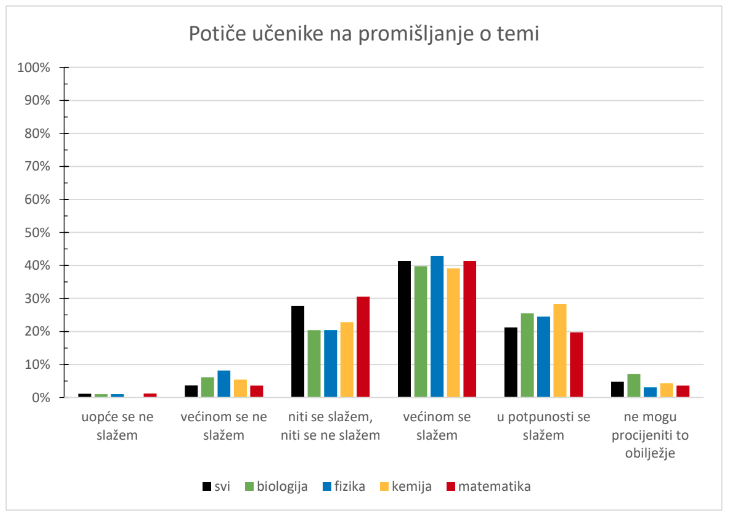 Potiče učenike na promišljanje o temi
100%
90%
80%
70%
60%
50%
40%
30%
20%
10%
0%
uopće se ne
slažem
većinom se ne
slažem
niti se slažem,
niti se ne slažem
većinom se
slažem
u potpunosti se
slažem
ne mogu
procijeniti to
obilježje
svi biologija fizika kemija matematika